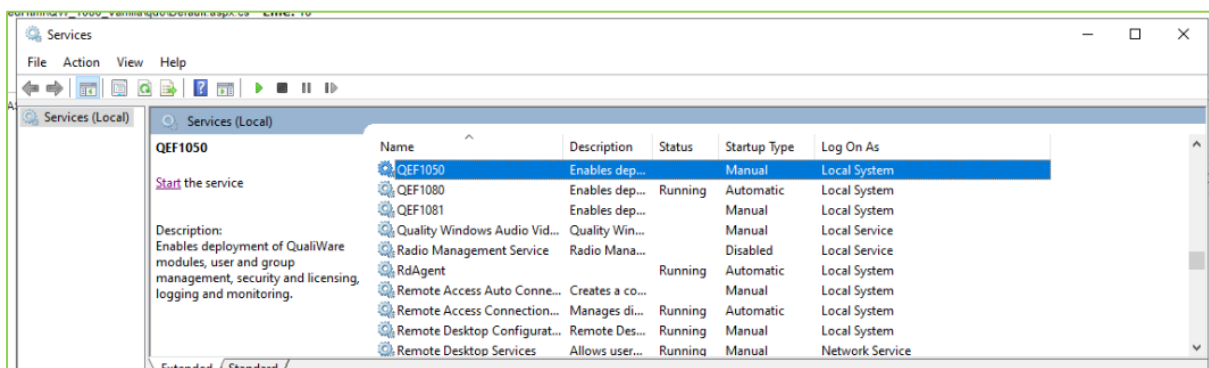 Services
File Action View Help
Services (Local)
Services (Local)
QEF1050
Start the service
Description:
Enables deployment of QualiWare
modules, user and group
management, security and licensing,
logging and monitoring.
Name Description Status Startup Type Log On As
QEF1050 Enables dep... Manual Local System
QEF1080 Enables dep... Running Automatic Local System
QEF1081 Enables dep... Manual Local System
Quality Windows Audio Vid... Quality Win... Manual Local Service
Radio Management Service Radio Mana... Disabled Local Service
RdAgent Running Automatic Local System
Remote Access Auto Conne... Creates a co... Manual Local System
Remote Access Connection... Manages di... Running Automatic Local System
Remote Desktop Configurat... Remote Des... Running Manual Local System
Remote Desktop Services Allows user... Running Manual Network Service
Extended Standard